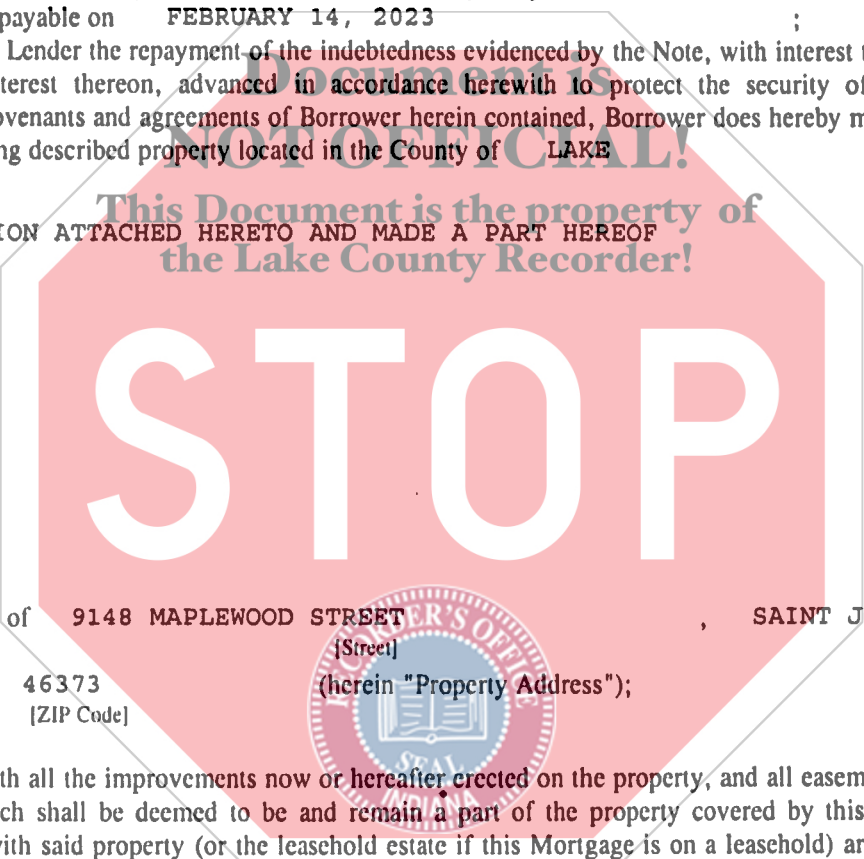 payable on FEBRUARY 14, 2023 ;
Lender the repayment of the indebtedness evidenced by the Note, with interest
Document is
terest thereon, advanced in accordance herewith to protect the security of
ovenants and agreements of Borrower herein contained, Borrower does hereby m
NOT OFFICIAL!
ng described property located in the County of LAKE
This Document is the property of
ION ATTACHED HERETO AND MADE A PART HEREOF
the Lake County Recorder!
STOP
of 9148 MAPLEWOOD STREET , SAINT J
[Street]
RECORDER'S OFFICE
46373 (herein "Property Address");
[ZIP Code]
SEAL
INDIANA
th all the improvements now or hereafter erected on the property, and all easem
ch shall be deemed to be and remain a part of the property covered by this
with said property (or the leasehold estate if this Mortgage is on a leasehold) ar